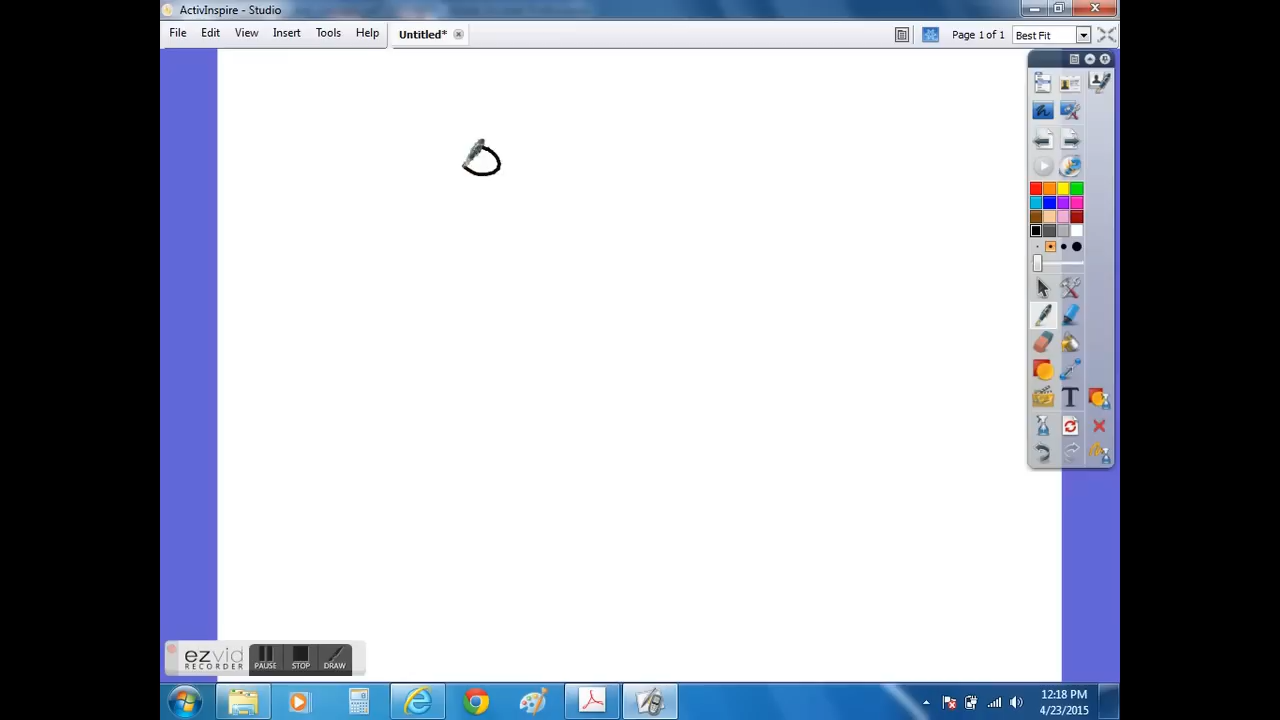 ActivInspire - Studio
File Edit View Insert Tools Help Untitled* Page 1 of 1 Best Fit
T
ezvid
RECORDER
PAUSE STOP DRAW
12:18 PM
4/23/2015